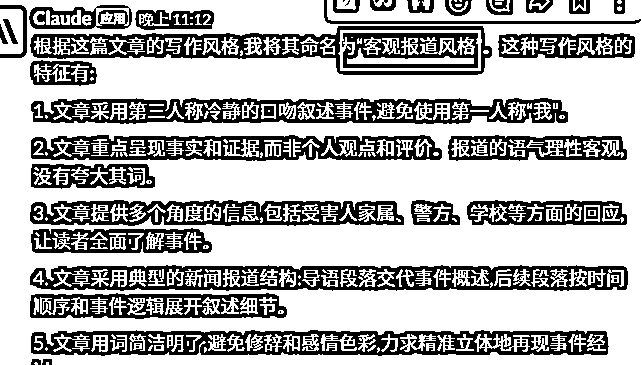 Claude 应用 晚上 11:12
根据这篇文章的写作风格,我将其命名为"客观报道风格"。这种写作风格的
特征有:
1. 文章采用第三人称冷静的口吻叙述事件,避免使用第一人称"我"。
2. 文章重点呈现事实和证据,而非个人观点和评价。报道的语气理性客观,
没有夸大其词。
3. 文章提供多个角度的信息,包括受害人家属、警方、学校等方面的回应,
让读者全面了解事件。
4. 文章采用典型的新闻报道结构:导语段落交代事件概述,后续段落按时间
顺序和事件逻辑展开叙述细节。
5. 文章用词简洁明了,避免修辞和感情色彩,力求精准立体地再现事件经